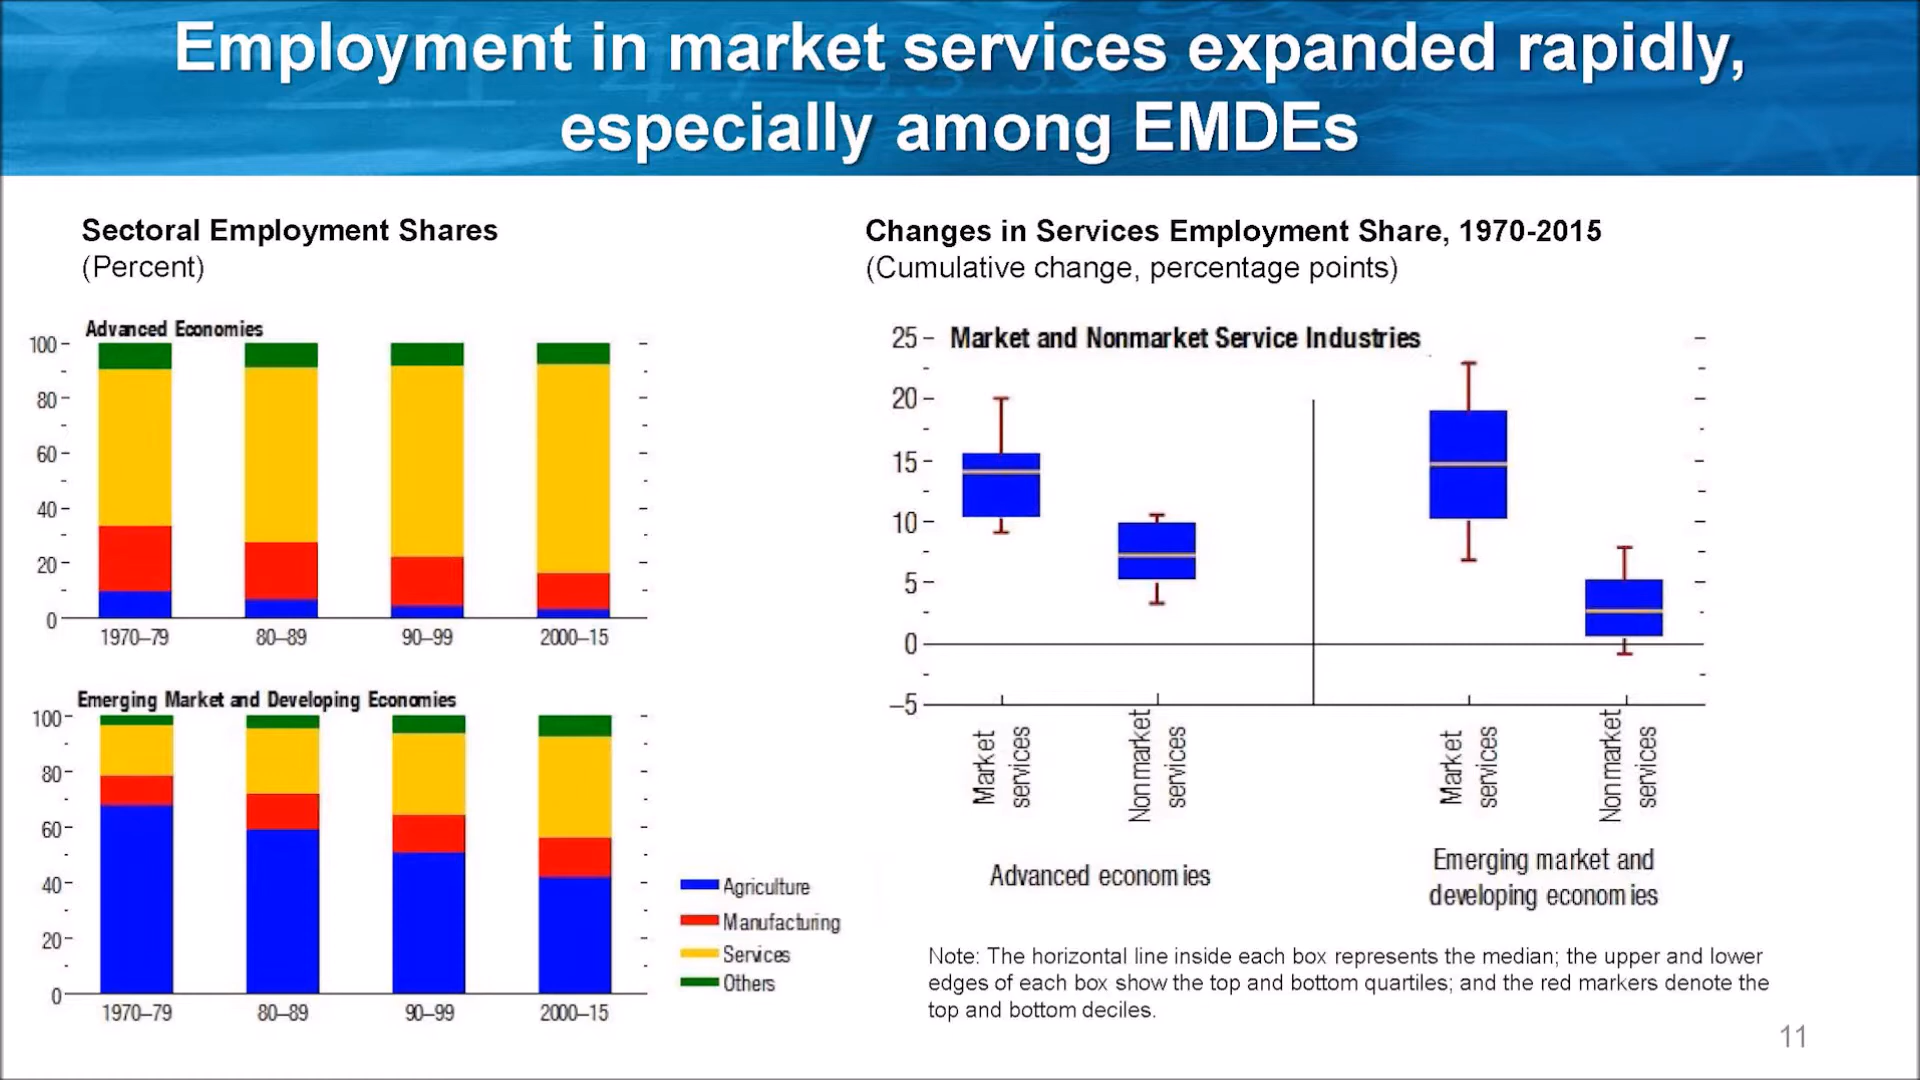 Employment in market services expanded rapidly,
especially among EMDEs
Sectoral Employment Shares
(Percent)
Advanced Economies
100
80
60
40
20
0
1970–79 80–89 90–99 2000–15
Emerging Market and Developing Economies
100
80
60
40
20
0
1970–79 80–89 90–99 2000–15
Agriculture
Manufacturing
Services
Others
Changes in Services Employment Share, 1970-2015
(Cumulative change, percentage points)
Market and Nonmarket Service Industries
25
20
15
10
5
0
–5
Market
services
Nonmarket
services
Market
services
Nonmarket
services
Advanced economies
Emerging market and
developing economies
Note: The horizontal line inside each box represents the median; the upper and lower
edges of each box show the top and bottom quartiles; and the red markers denote the
top and bottom deciles.
11